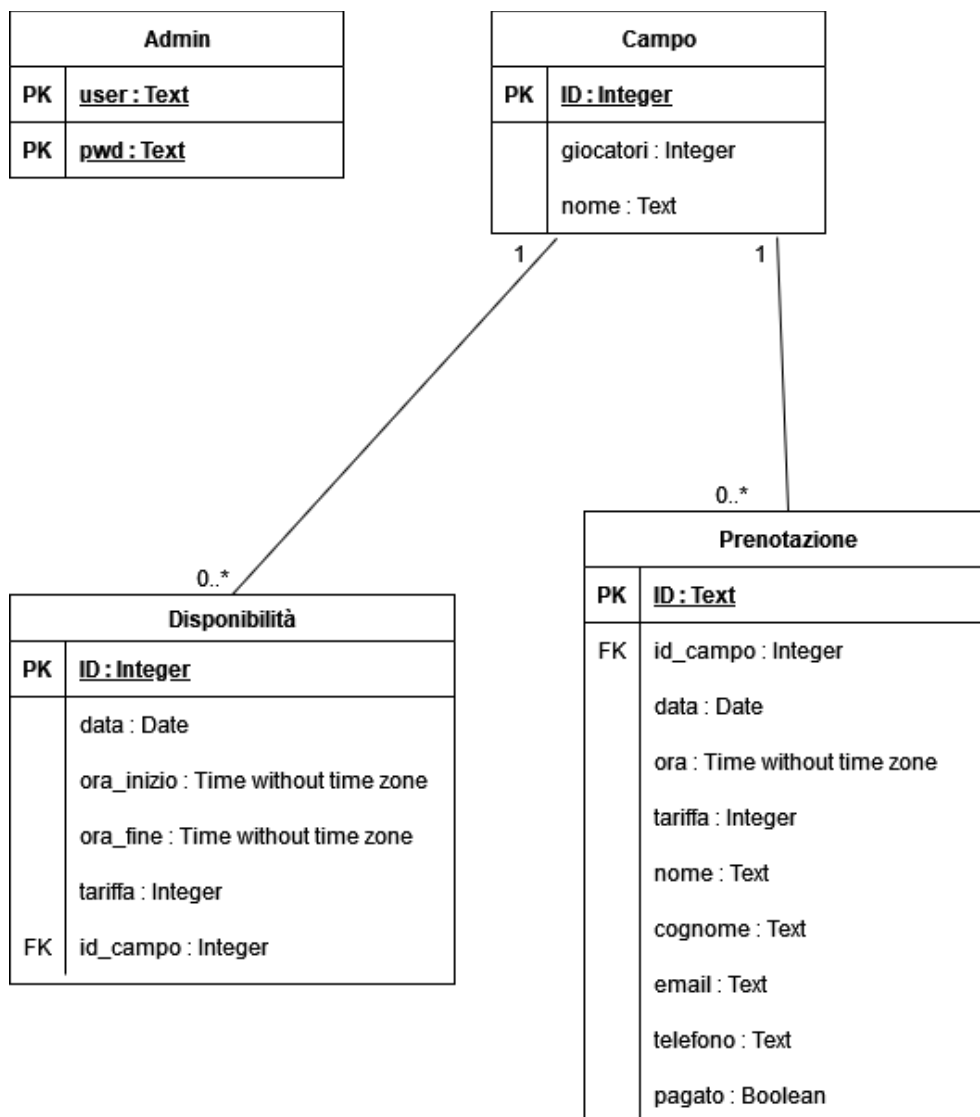 Admin
PK user : Text
PK pwd : Text
Campo
PK ID : Integer
giocatori : Integer
nome : Text
1
1
0..*
0..*
Disponibilità
PK ID : Integer
data : Date
ora_inizio : Time without time zone
ora_fine : Time without time zone
tariffa : Integer
FK id_campo : Integer
Prenotazione
PK ID : Text
FK id_campo : Integer
data : Date
ora : Time without time zone
tariffa : Integer
nome : Text
cognome : Text
email : Text
telefono : Text
pagato : Boolean